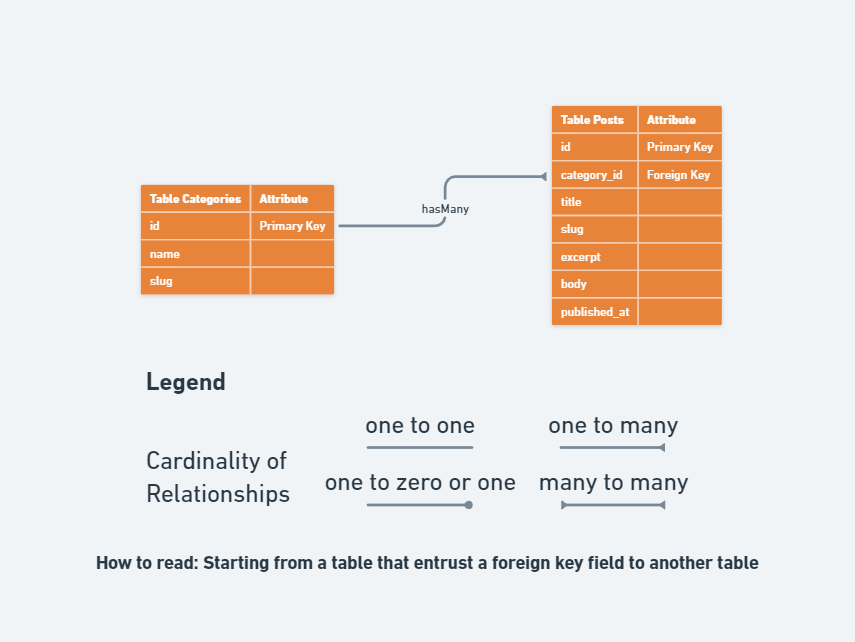 Table Posts Attribute
id Primary Key
category_id Foreign Key
title
slug
excerpt
body
published_at
hasMany
Table Categories Attribute
id Primary Key
name
slug
Legend
Cardinality of
Relationships
one to one
one to many
one to zero or one
many to many
How to read: Starting from a table that entrust a foreign key field to another table